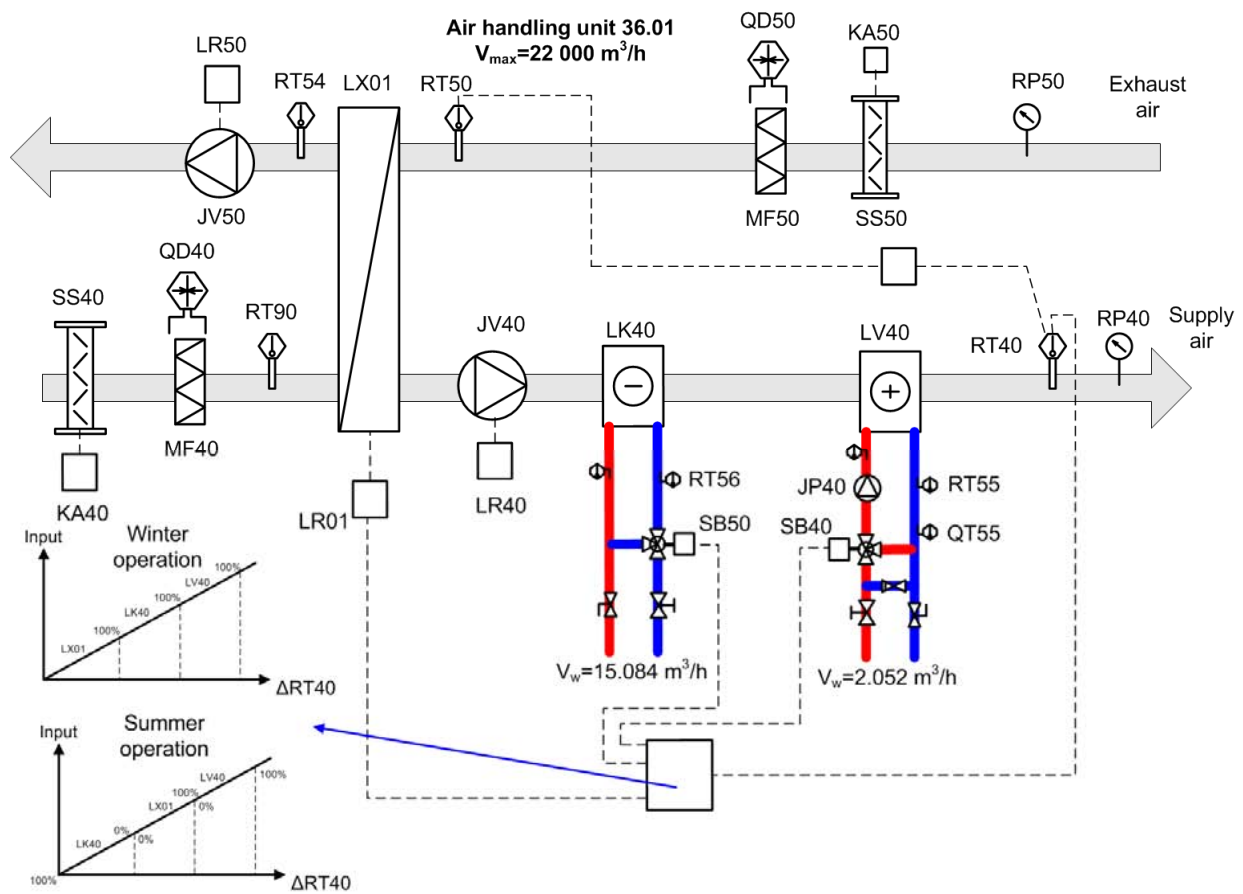 Air handling unit 36.01
Vmax=22 000 m³/h
LR50
RT54
LX01
RT50
QD50
KA50
RP50
Exhaust
air
JV50
MF50
SS50
QD40
SS40
RT90
JV40
LK40
LV40
RT40
RP40
Supply
air
MF40
KA40
LR01
LR40
RT56
SB50
JP40
SB40
RT55
QT55
Vw=15.084 m³/h
Vw=2.052 m³/h
Input
Winter
operation
LX01
100%
LK40
100%
LV40
100%
ΔRT40
Input
Summer
operation
100%
LK40
0%
0%
LX01
100%
0%
LV40
100%
ΔRT40